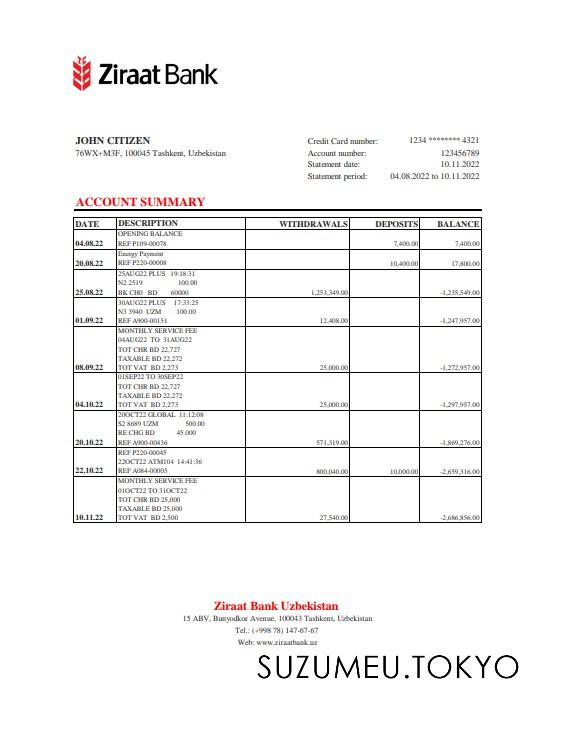 Ziraat Bank
JOHN CITIZEN
76WX+M3F, 100045 Tashkent, Uzbekistan
Credit Card number: 1234 ******** 4321
Account number: 123456789
Statement date: 10.11.2022
Statement period: 04.08.2022 to 10.11.2022
ACCOUNT SUMMARY
DATE DESCRIPTION WITHDRAWALS DEPOSITS BALANCE
OPENING BALANCE
04.08.22 REF P109-00078 7,400.00 7,400.00
Energy Payment
20.08.22 REF P220-00008 10,400.00 17,800.00
25AUG22 PLUS 19:18:31
N2 2519 100.00
25.08.22 BK CH0 BD 60000 1,253,349.00 -1,235,549.00
30AUG22 PLUS 17:33:25
N3 3940 UZM 100.00
01.09.22 REF A900-00151 12,408.00 -1,247,957.00
MONTHLY SERVICE FEE
04AUG22 TO 31AUG22
TOT CHR BD 22,727
TAXABLE BD 22,272
08.09.22 TOT VAT BD 2,273 25,000.00 -1,272,957.00
01SEP22 TO 30SEP22
TOT CHR BD 22,727
TAXABLE BD 22,272
04.10.22 TOT VAT BD 2,273 25,000.00 -1,297,957.00
20OCT22 GLOBAL 11:12:08
S2 8689 UZM 500.00
RE CHG BD 45.000
20.10.22 REF A900-00436 571,319.00 -1,869,276.00
REF P220-00045
22OCT22 ATM104 14:41:36
22.10.22 REF A084-00005 800,040.00 10,000.00 -2,659,316.00
MONTHLY SERVICE FEE
01OCT22 TO 31OCT22
TOT CHR BD 25,000
TAXABLE BD 25,000
10.11.22 TOT VAT BD 2,500 27,540.00 -2,686,856.00
Ziraat Bank Uzbekistan
15 ABV, Bunyodkor Avenue, 100043 Tashkent, Uzbekistan
Tel.: (+998 78) 147-67-67
Web: www.ziraatbank.uz
SUZUMEU.TOKYO